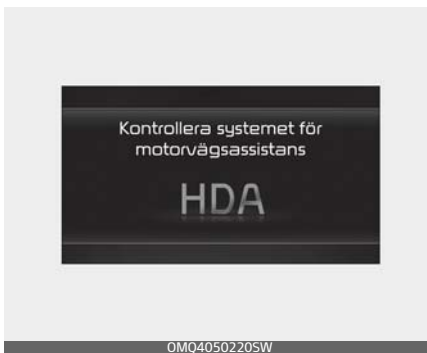 Kontrollera systemet för
motorvägsassistans
HDA
OMQ4050220SW